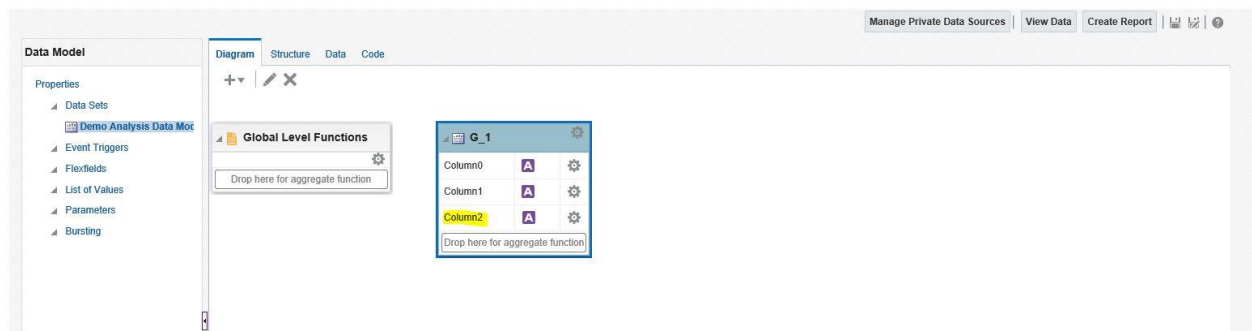 Manage Private Data Sources View Data Create Report
Data Model
Diagram Structure Data Code
Properties
Data Sets
Demo Analysis Data Moc
Event Triggers
Flexfields
List of Values
Parameters
Bursting
Global Level Functions
Drop here for aggregate function
G_1
Column0 A
Column1 A
Column2 A
Drop here for aggregate function